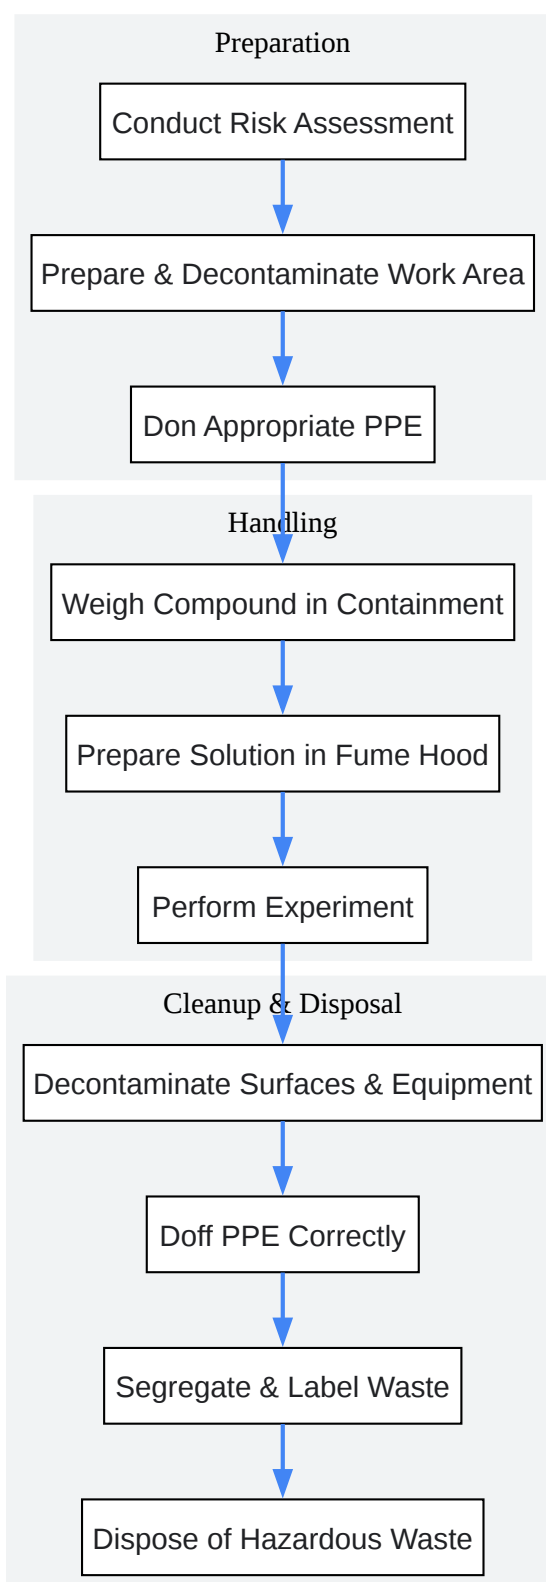 Preparation
Conduct Risk Assessment
Prepare & Decontaminate Work Area
Don Appropriate PPE
Handling
Weigh Compound in Containment
Prepare Solution in Fume Hood
Perform Experiment
Cleanup & Disposal
Decontaminate Surfaces & Equipment
Doff PPE Correctly
Segregate & Label Waste
Dispose of Hazardous Waste